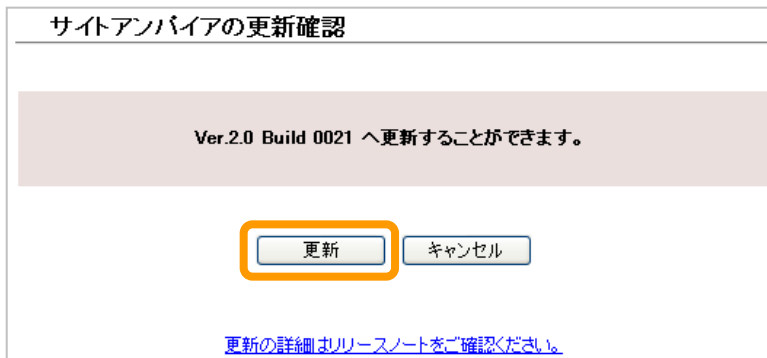 サイトアンパイアの更新確認
Ver.2.0 Build 0021 へ更新することができます。
更新 キャンセル
更新の詳細はリリースノートをご確認ください。